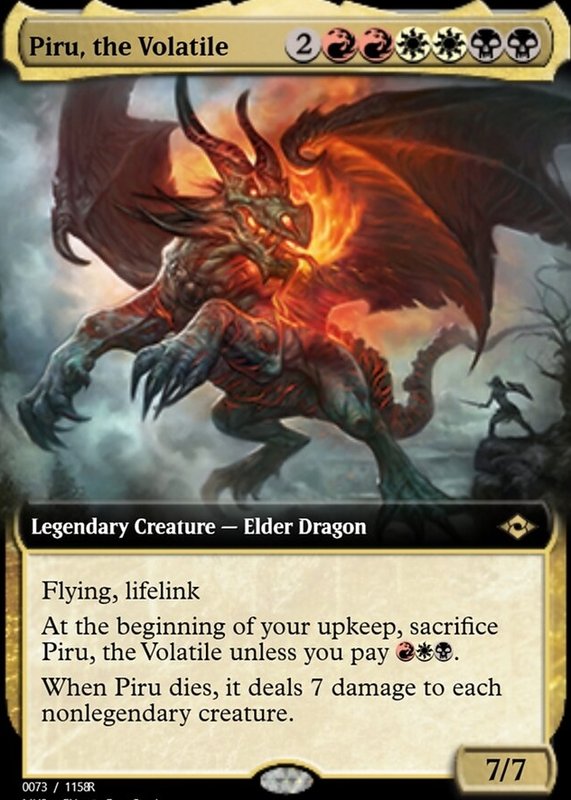 Piru, the Volatile 2
Legendary Creature — Elder Dragon
Flying, lifelink
At the beginning of your upkeep, sacrifice
Piru, the Volatile unless you pay .
When Piru dies, it deals 7 damage to each
nonlegendary creature.
7/7
0073 / 1158R